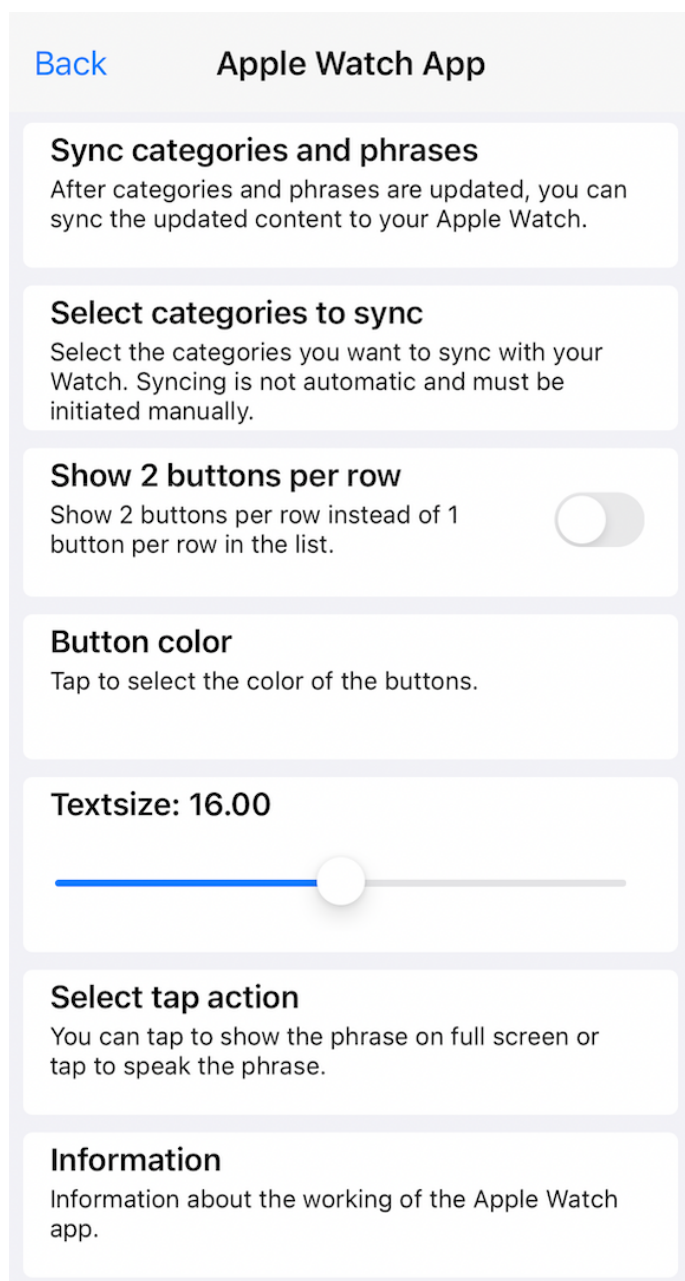 Back
Apple Watch App
Sync categories and phrases
After categories and phrases are updated, you can
sync the updated content to your Apple Watch.
Select categories to sync
Select the categories you want to sync with your
Watch. Syncing is not automatic and must be
initiated manually.
Show 2 buttons per row
Show 2 buttons per row instead of 1
button per row in the list.
Button color
Tap to select the color of the buttons.
Textsize: 16.00
Select tap action
You can tap to show the phrase on full screen or
tap to speak the phrase.
Information
Information about the working of the Apple Watch
app.